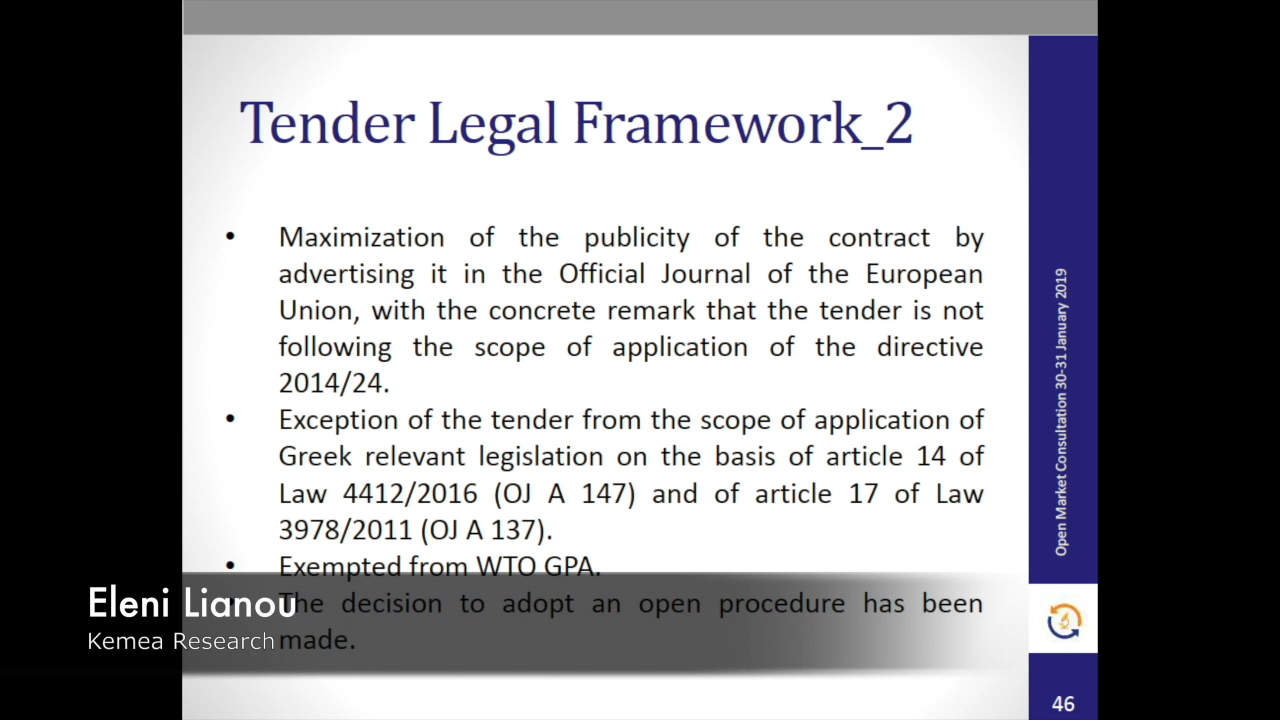 Tender Legal Framework_2
• Maximization of the publicity of the contract by
advertising it in the Official Journal of the European
Union, with the concrete remark that the tender is not
following the scope of application of the directive
2014/24.
• Exception of the tender from the scope of application of
Greek relevant legislation on the basis of article 14 of
Law 4412/2016 (OJ A 147) and of article 17 of Law
3978/2011 (OJ A 137).
• Exempted from WTO GPA.
• The decision to adopt an open procedure has been
made.
Eleni Lianou
Kemea Research
Open Market Consultation 30-31 January 2019
46